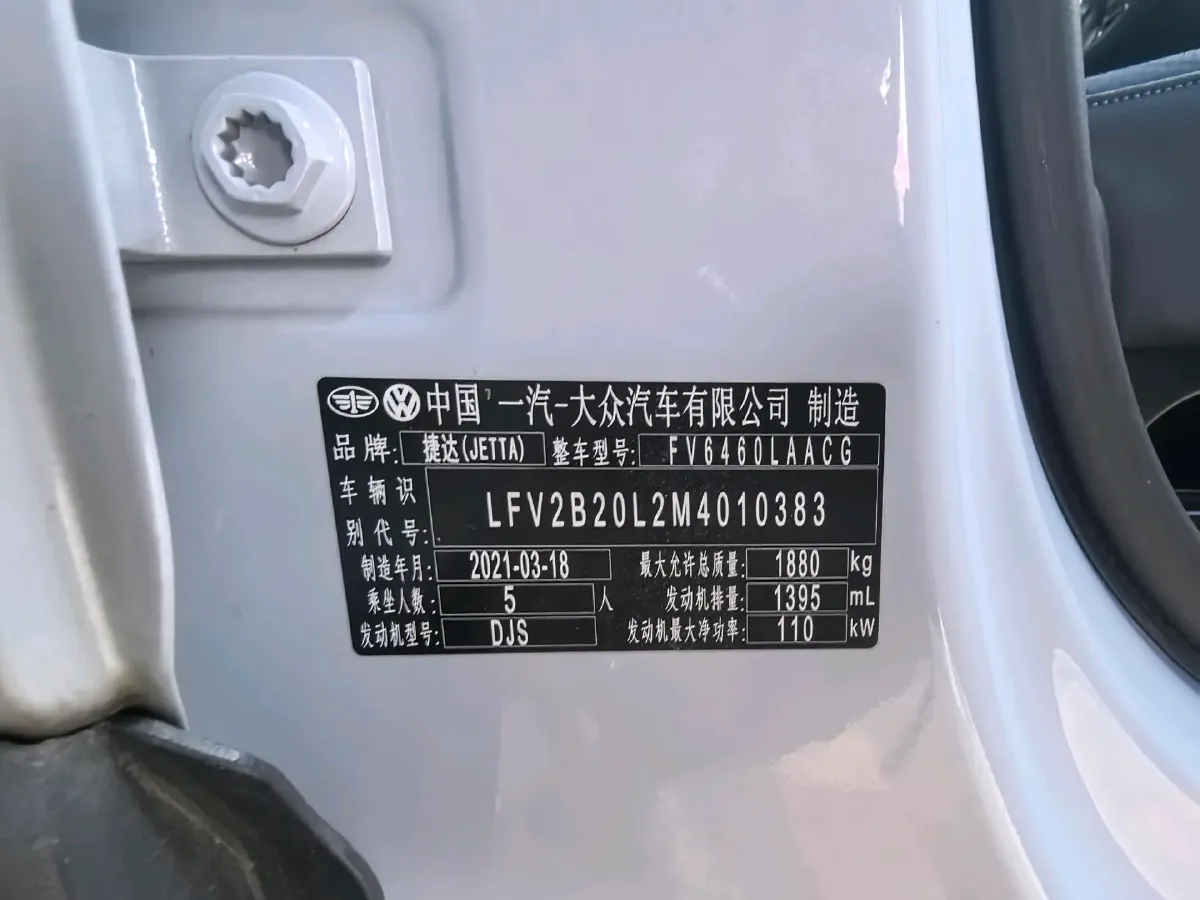 中国 一汽-大众汽车有限公司 制造
品牌: 捷达(JETTA) 整车型号: FV6460LAACG
车辆识
别代号: LFV2B20L2M4010383
制造年月: 2021-03-18 最大允许总质量: 1880 kg
乘坐人数: 5 人 发动机排量: 1395 mL
发动机型号: DJS 发动机最大净功率: 110 kW